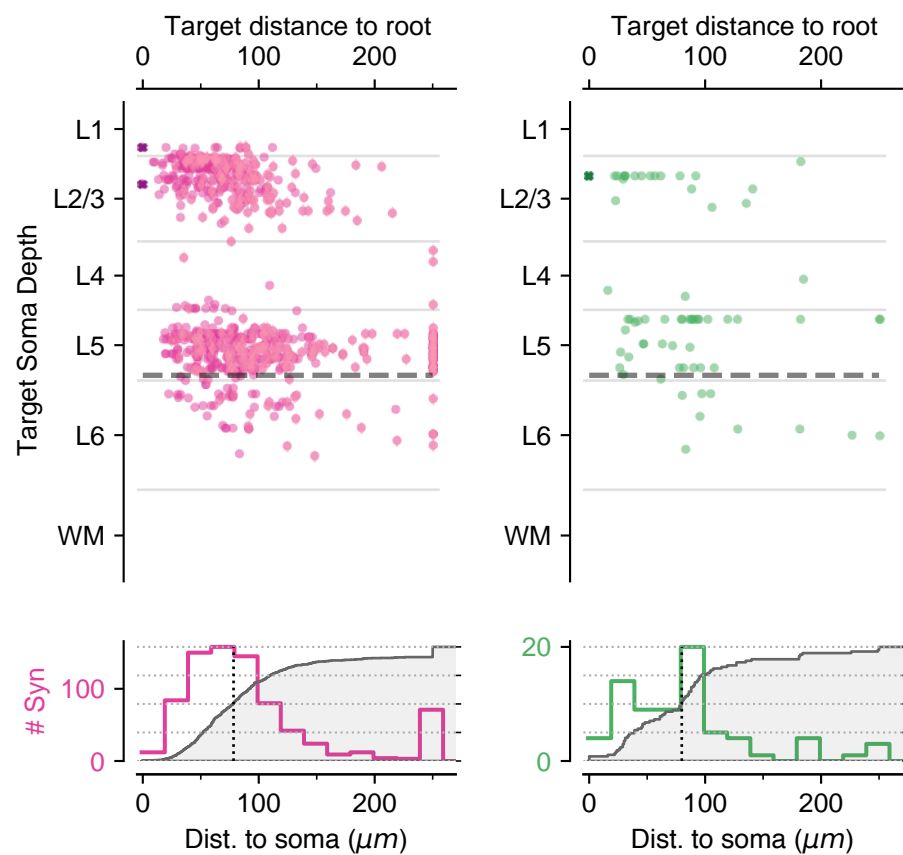 Target distance to root
Target distance to root
0 100 200
0 100 200
Target Soma Depth
L1
L2/3
L4
L5
L6
WM
L1
L2/3
L4
L5
L6
WM
# Syn
100
0
20
0
0 100 200
0 100 200
Dist. to soma (μm)
Dist. to soma (μm)